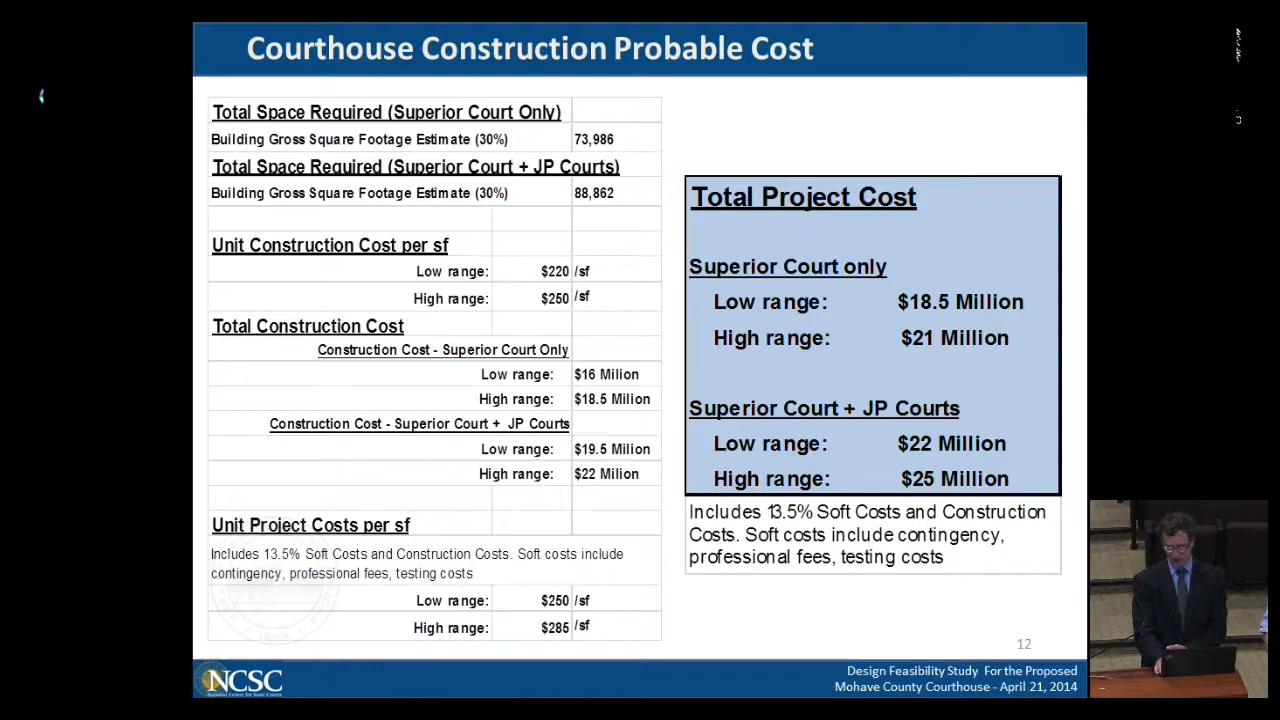 Courthouse Construction Probable Cost
Total Space Required (Superior Court Only)
Building Gross Square Footage Estimate (30%) 73,986
Total Space Required (Superior Court + JP Courts)
Building Gross Square Footage Estimate (30%) 88,862
Unit Construction Cost per sf
Low range: $220 /sf
High range: $250 /sf
Total Construction Cost
Construction Cost - Superior Court Only
Low range: $16 Milion
High range: $18.5 Milion
Construction Cost - Superior Court + JP Courts
Low range: $19.5 Million
High range: $22 Milion
Unit Project Costs per sf
Includes 13.5% Soft Costs and Construction Costs. Soft costs include
contingency, professional fees, testing costs
Low range: $250 /sf
High range: $285 /sf
Total Project Cost
Superior Court only
Low range: $18.5 Million
High range: $21 Million
Superior Court + JP Courts
Low range: $22 Million
High range: $25 Million
Includes 13.5% Soft Costs and Construction
Costs. Soft costs include contingency,
professional fees, testing costs
12
NCSC
National Center for State Courts
Design Feasibility Study For the Proposed
Mohave County Courthouse - April 21, 2014